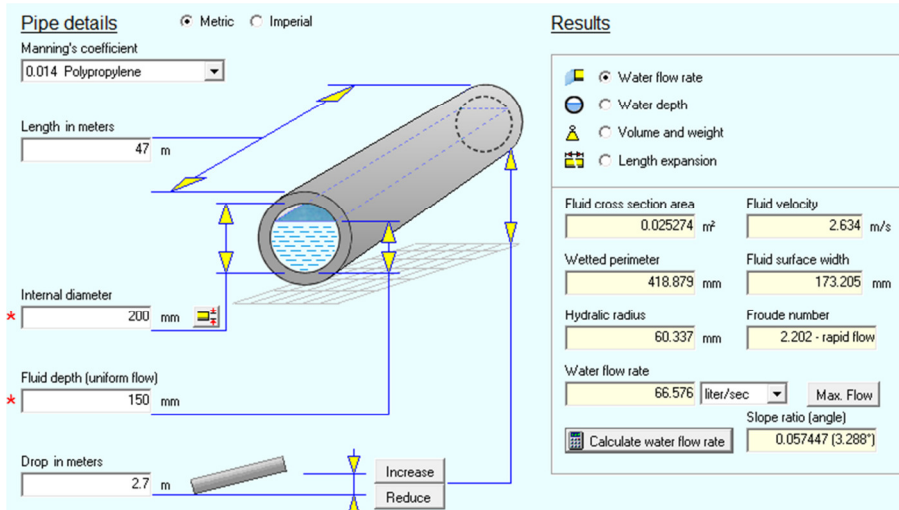 Pipe details
Metric
Imperial
Manning's coefficient
0.014 Polypropylene
Length in meters
47 m
Internal diameter
* 200 mm
Fluid depth (uniform flow)
* 150 mm
Drop in meters
2.7 m
Increase
Reduce
Results
Water flow rate
Water depth
Volume and weight
Length expansion
Fluid cross section area
0.025274 m²
Fluid velocity
2.634 m/s
Wetted perimeter
418.879 mm
Fluid surface width
173.205 mm
Hydralic radius
60.337 mm
Froude number
2.202 - rapid flow
Water flow rate
66.576 liter/sec
Max. Flow
Slope ratio (angle)
Calculate water flow rate
0.057447 (3.288°)